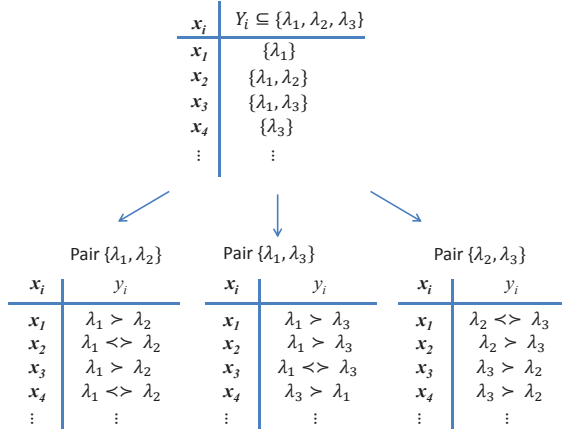 xᵢ Yᵢ ⊆ {λ₁, λ₂, λ₃}
x₁ {λ₁}
x₂ {λ₁, λ₂}
x₃ {λ₁, λ₃}
x₄ {λ₃}
⋮ ⋮
Pair {λ₁, λ₂}
xᵢ yᵢ
x₁ λ₁ ≻ λ₂
x₂ λ₁ ≺≻ λ₂
x₃ λ₁ ≻ λ₂
x₄ λ₁ ≺≻ λ₂
⋮ ⋮
Pair {λ₁, λ₃}
xᵢ yᵢ
x₁ λ₁ ≻ λ₃
x₂ λ₁ ≻ λ₃
x₃ λ₁ ≺≻ λ₃
x₄ λ₃ ≻ λ₁
⋮ ⋮
Pair {λ₂, λ₃}
xᵢ yᵢ
x₁ λ₂ ≺≻ λ₃
x₂ λ₂ ≻ λ₃
x₃ λ₃ ≻ λ₂
x₄ λ₃ ≻ λ₂
⋮ ⋮